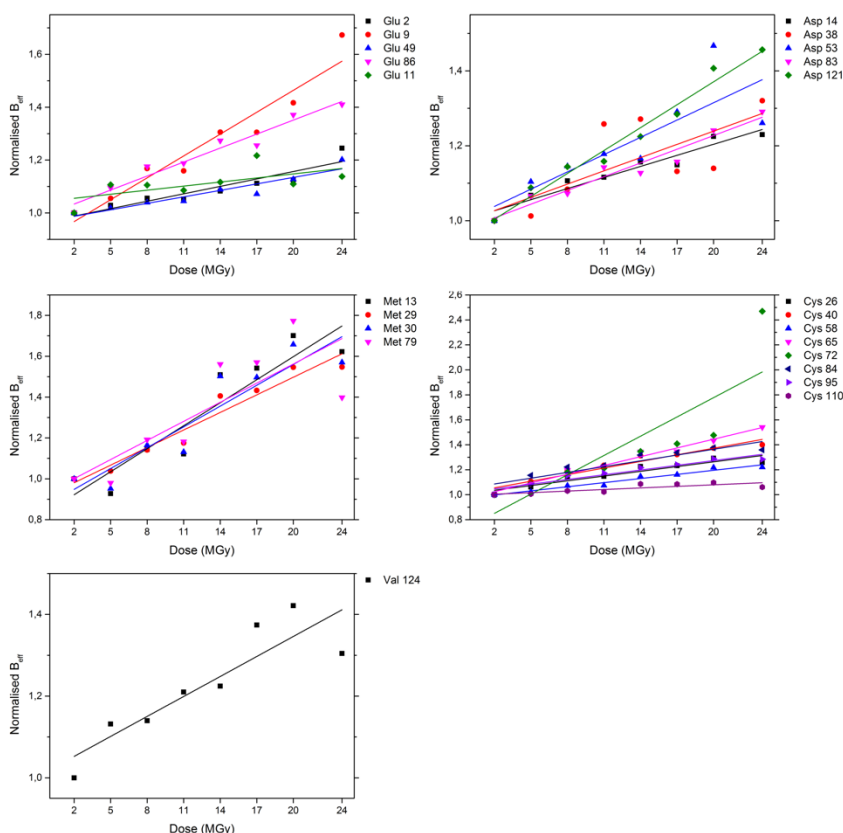 Glu 2
Glu 9
Glu 49
Glu 86
Glu 11
Normalised Beff
1,6
1,4
1,2
1,0
2 5 8 11 14 17 20 24
Dose (MGy)
Asp 14
Asp 38
Asp 53
Asp 83
Asp 121
Normalised Beff
1,4
1,2
1,0
2 5 8 11 14 17 20 24
Dose (MGy)
Met 13
Met 29
Met 30
Met 79
Normalised Beff
1,8
1,6
1,4
1,2
1,0
0,8
2 5 8 11 14 17 20 24
Dose (MGy)
Cys 26
Cys 40
Cys 58
Cys 65
Cys 72
Cys 84
Cys 95
Cys 110
Normalised Beff
2,6
2,4
2,2
2,0
1,8
1,6
1,4
1,2
1,0
0,8
2 5 8 11 14 17 20 24
Dose (MGy)
Val 124
Normalised Beff
1,4
1,2
1,0
2 5 8 11 14 17 20 24
Dose (MGy)